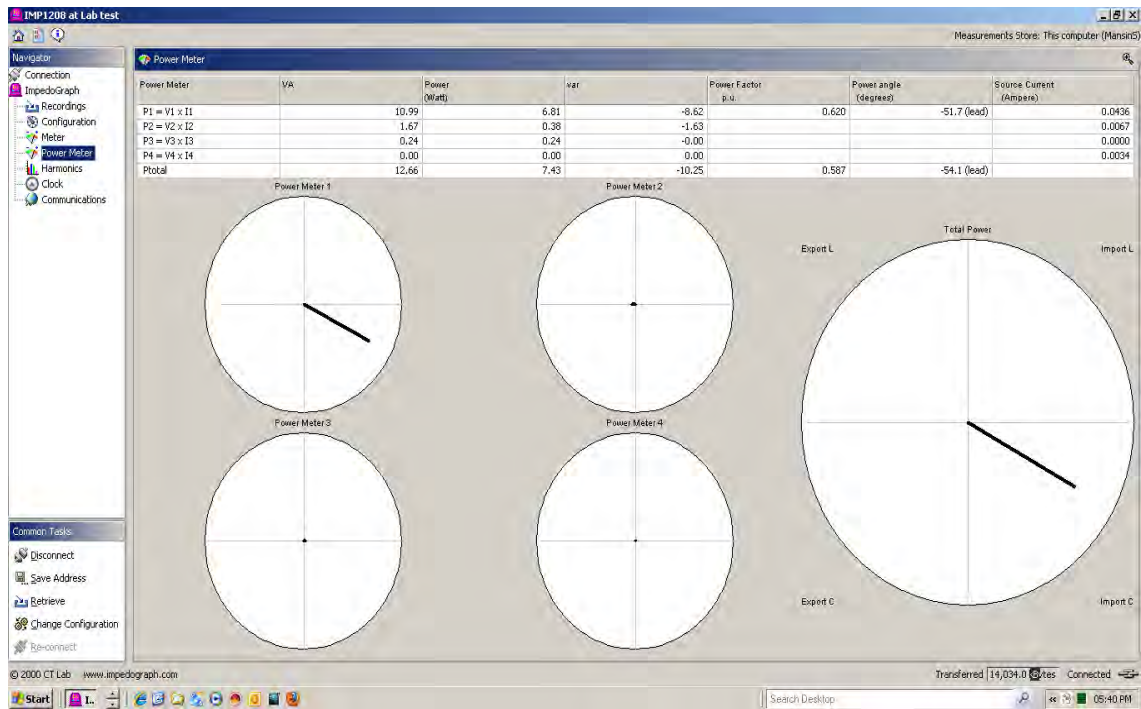 IMP1208 at Lab test
Measurements Store: This computer (MansinS)
Navigator
Connection
ImpedoGraph
Recordings
Configuration
Meter
Power Meter
Harmonics
Clock
Communications
Power Meter
Power Meter VA Power (Watt) var Power Factor p.u. Power angle (degrees) Source Current (Ampere)
P1 = V1 x I1 10.99 6.81 -8.62 0.620 -51.7 (lead) 0.0436
P2 = V2 x I2 1.67 0.38 -1.63 0.0067
P3 = V3 x I3 0.24 0.24 -0.00 0.0000
P4 = V4 x I4 0.00 0.00 0.00 0.0034
Ptotal 12.66 7.43 -10.25 0.587 -54.1 (lead)
Power Meter 1
Power Meter 2
Total Power
Export L
Import L
Power Meter 3
Power Meter 4
Export C
Import C
Common Tasks
Disconnect
Save Address
Retrieve
Change Configuration
Re-connect
© 2000 CT Lab www.impedograph.com
Transferred 14,034.0 Bytes Connected
Start I.. Search Desktop 05:40 PM